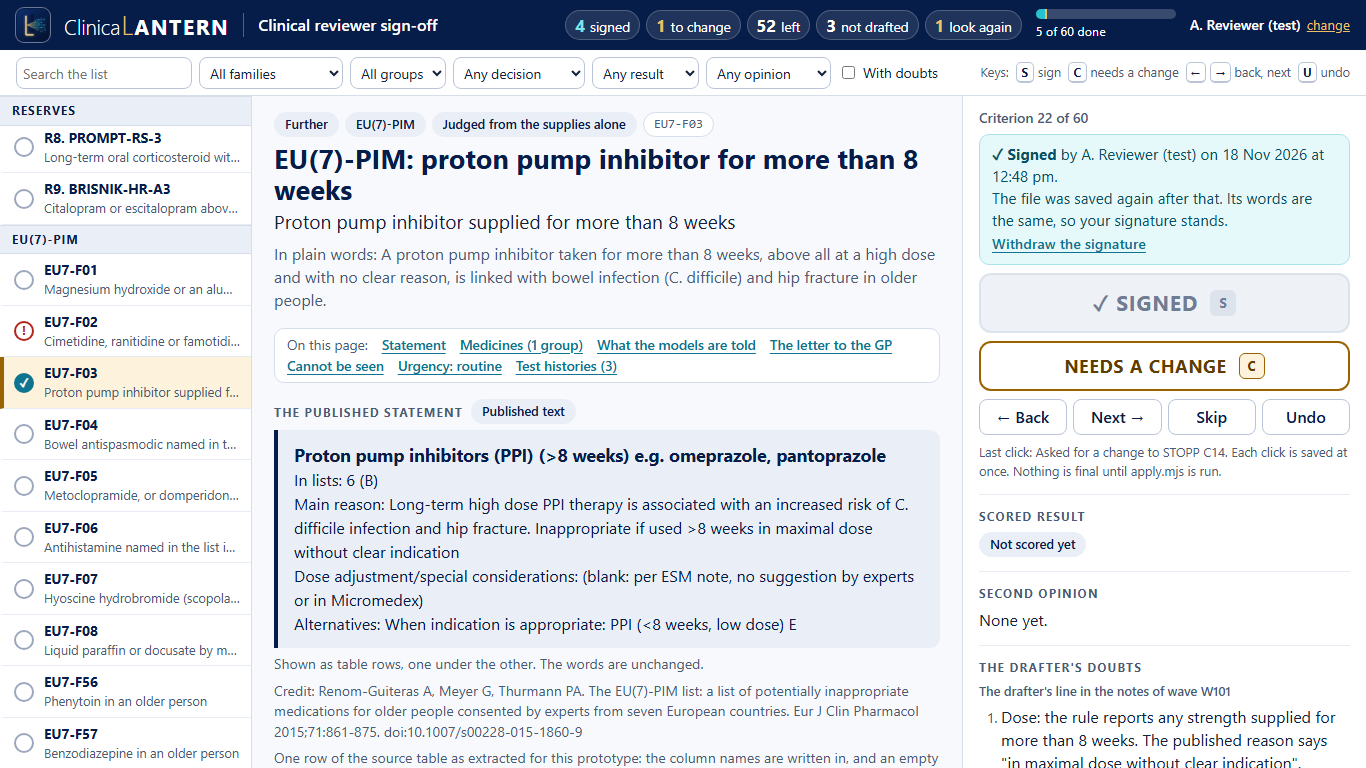 ClinicaLANTERN
Clinical reviewer sign-off
4 signed
1 to change
52 left
3 not drafted
1 look again
5 of 60 done
A. Reviewer (test) change
Search the list
All families
All groups
Any decision
Any result
Any opinion
With doubts
Keys: S sign C needs a change ← → back, next U undo
RESERVES
R8. PROMPT-RS-3
Long-term oral corticosteroid wit...
R9. BRISNIK-HR-A3
Citalopram or escitalopram abov...
EU(7)-PIM
EU7-F01
Magnesium hydroxide or an alu...
EU7-F02
Cimetidine, ranitidine or famotidi...
EU7-F03
Proton pump inhibitor supplied f...
EU7-F04
Bowel antispasmodic named in t...
EU7-F05
Metoclopramide, or domperidon...
EU7-F06
Antihistamine named in the list i...
EU7-F07
Hyoscine hydrobromide (scopola...
EU7-F08
Liquid paraffin or docusate by m...
EU7-F56
Phenytoin in an older person
EU7-F57
Benzodiazepine in an older person
Further
EU(7)-PIM
Judged from the supplies alone
EU7-F03
EU(7)-PIM: proton pump inhibitor for more than 8
weeks
Proton pump inhibitor supplied for more than 8 weeks
In plain words: A proton pump inhibitor taken for more than 8 weeks, above all at a high dose
and with no clear reason, is linked with bowel infection (C. difficile) and hip fracture in older
people.
On this page: Statement Medicines (1 group) What the models are told The letter to the GP
Cannot be seen Urgency: routine Test histories (3)
THE PUBLISHED STATEMENT Published text
Proton pump inhibitors (PPI) (>8 weeks) e.g. omeprazole, pantoprazole
In lists: 6 (B)
Main reason: Long-term high dose PPI therapy is associated with an increased risk of C.
difficile infection and hip fracture. Inappropriate if used >8 weeks in maximal dose
without clear indication
Dose adjustment/special considerations: (blank: per ESM note, no suggestion by experts
or in Micromedex)
Alternatives: When indication is appropriate: PPI (<8 weeks, low dose) E
Shown as table rows, one under the other. The words are unchanged.
Credit: Renom-Guiteras A, Meyer G, Thurmann PA. The EU(7)-PIM list: a list of potentially inappropriate
medications for older people consented by experts from seven European countries. Eur J Clin Pharmacol
2015;71:861-875. doi:10.1007/s00228-015-1860-9
One row of the source table as extracted for this prototype: the column names are written in, and an empty
Criterion 22 of 60
✓ Signed by A. Reviewer (test) on 18 Nov 2026 at
12:48 pm.
The file was saved again after that. Its words are
the same, so your signature stands.
Withdraw the signature
✓ SIGNED S
NEEDS A CHANGE C
← Back
Next →
Skip
Undo
Last click: Asked for a change to STOPP C14. Each click is saved at
once. Nothing is final until apply.mjs is run.
SCORED RESULT
Not scored yet
SECOND OPINION
None yet.
THE DRAFTER'S DOUBTS
The drafter's line in the notes of wave W101
1. Dose: the rule reports any strength supplied for
more than 8 weeks. The published reason says
"in maximal dose without clear indication".